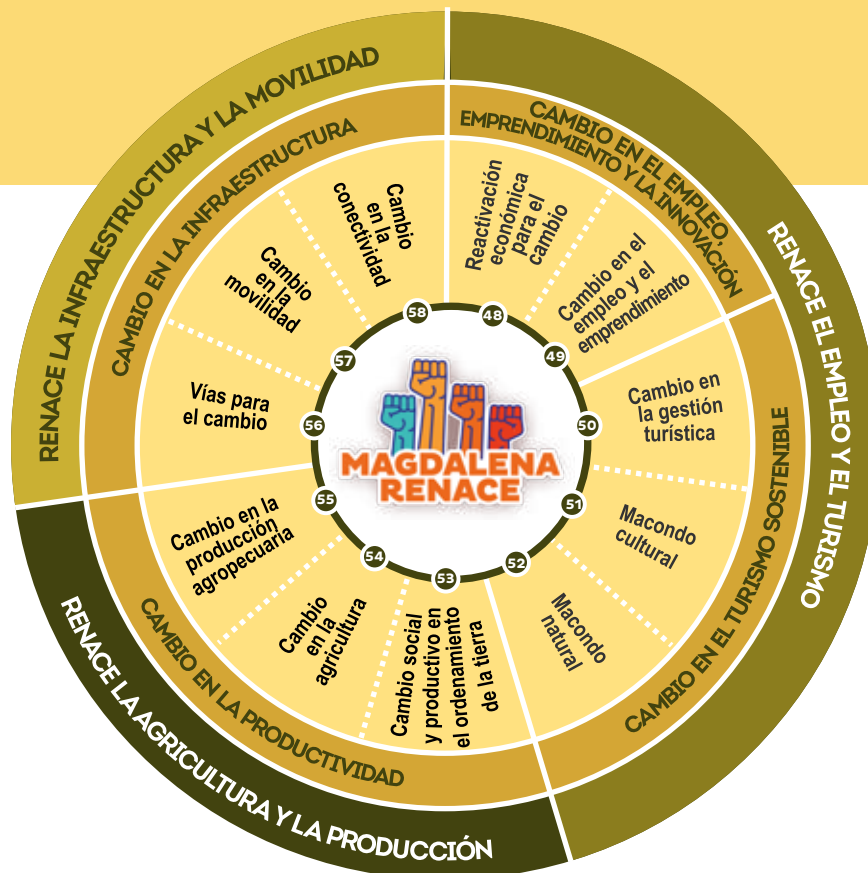 RENACE LA INFRAESTRUCTURA Y LA MOVILIDAD
CAMBIO EN LA INFRAESTRUCTURA
Cambio
en la
conectividad
58
Cambio
en la
movilidad
57
Vías para
el cambio
56
RENACE EL EMPLEO Y EL TURISMO
CAMBIO EN EL EMPLEO,
EMPRENDIMIENTO Y LA INNOVACIÓN
Reactivación
económica
para el
cambio
48
Cambio en el
empleo y el
emprendimiento
49
CAMBIO EN EL TURISMO SOSTENIBLE
Cambio en
la gestión
turística
50
Macondo
cultural
51
Macondo
natural
52
RENACE LA AGRICULTURA Y LA PRODUCCIÓN
CAMBIO EN LA PRODUCTIVIDAD
Cambio social
y productivo en
el ordenamiento
de la tierra
53
Cambio
en la
agricultura
54
Cambio en la
producción
agropecuaria
55
MAGDALENA
RENACE